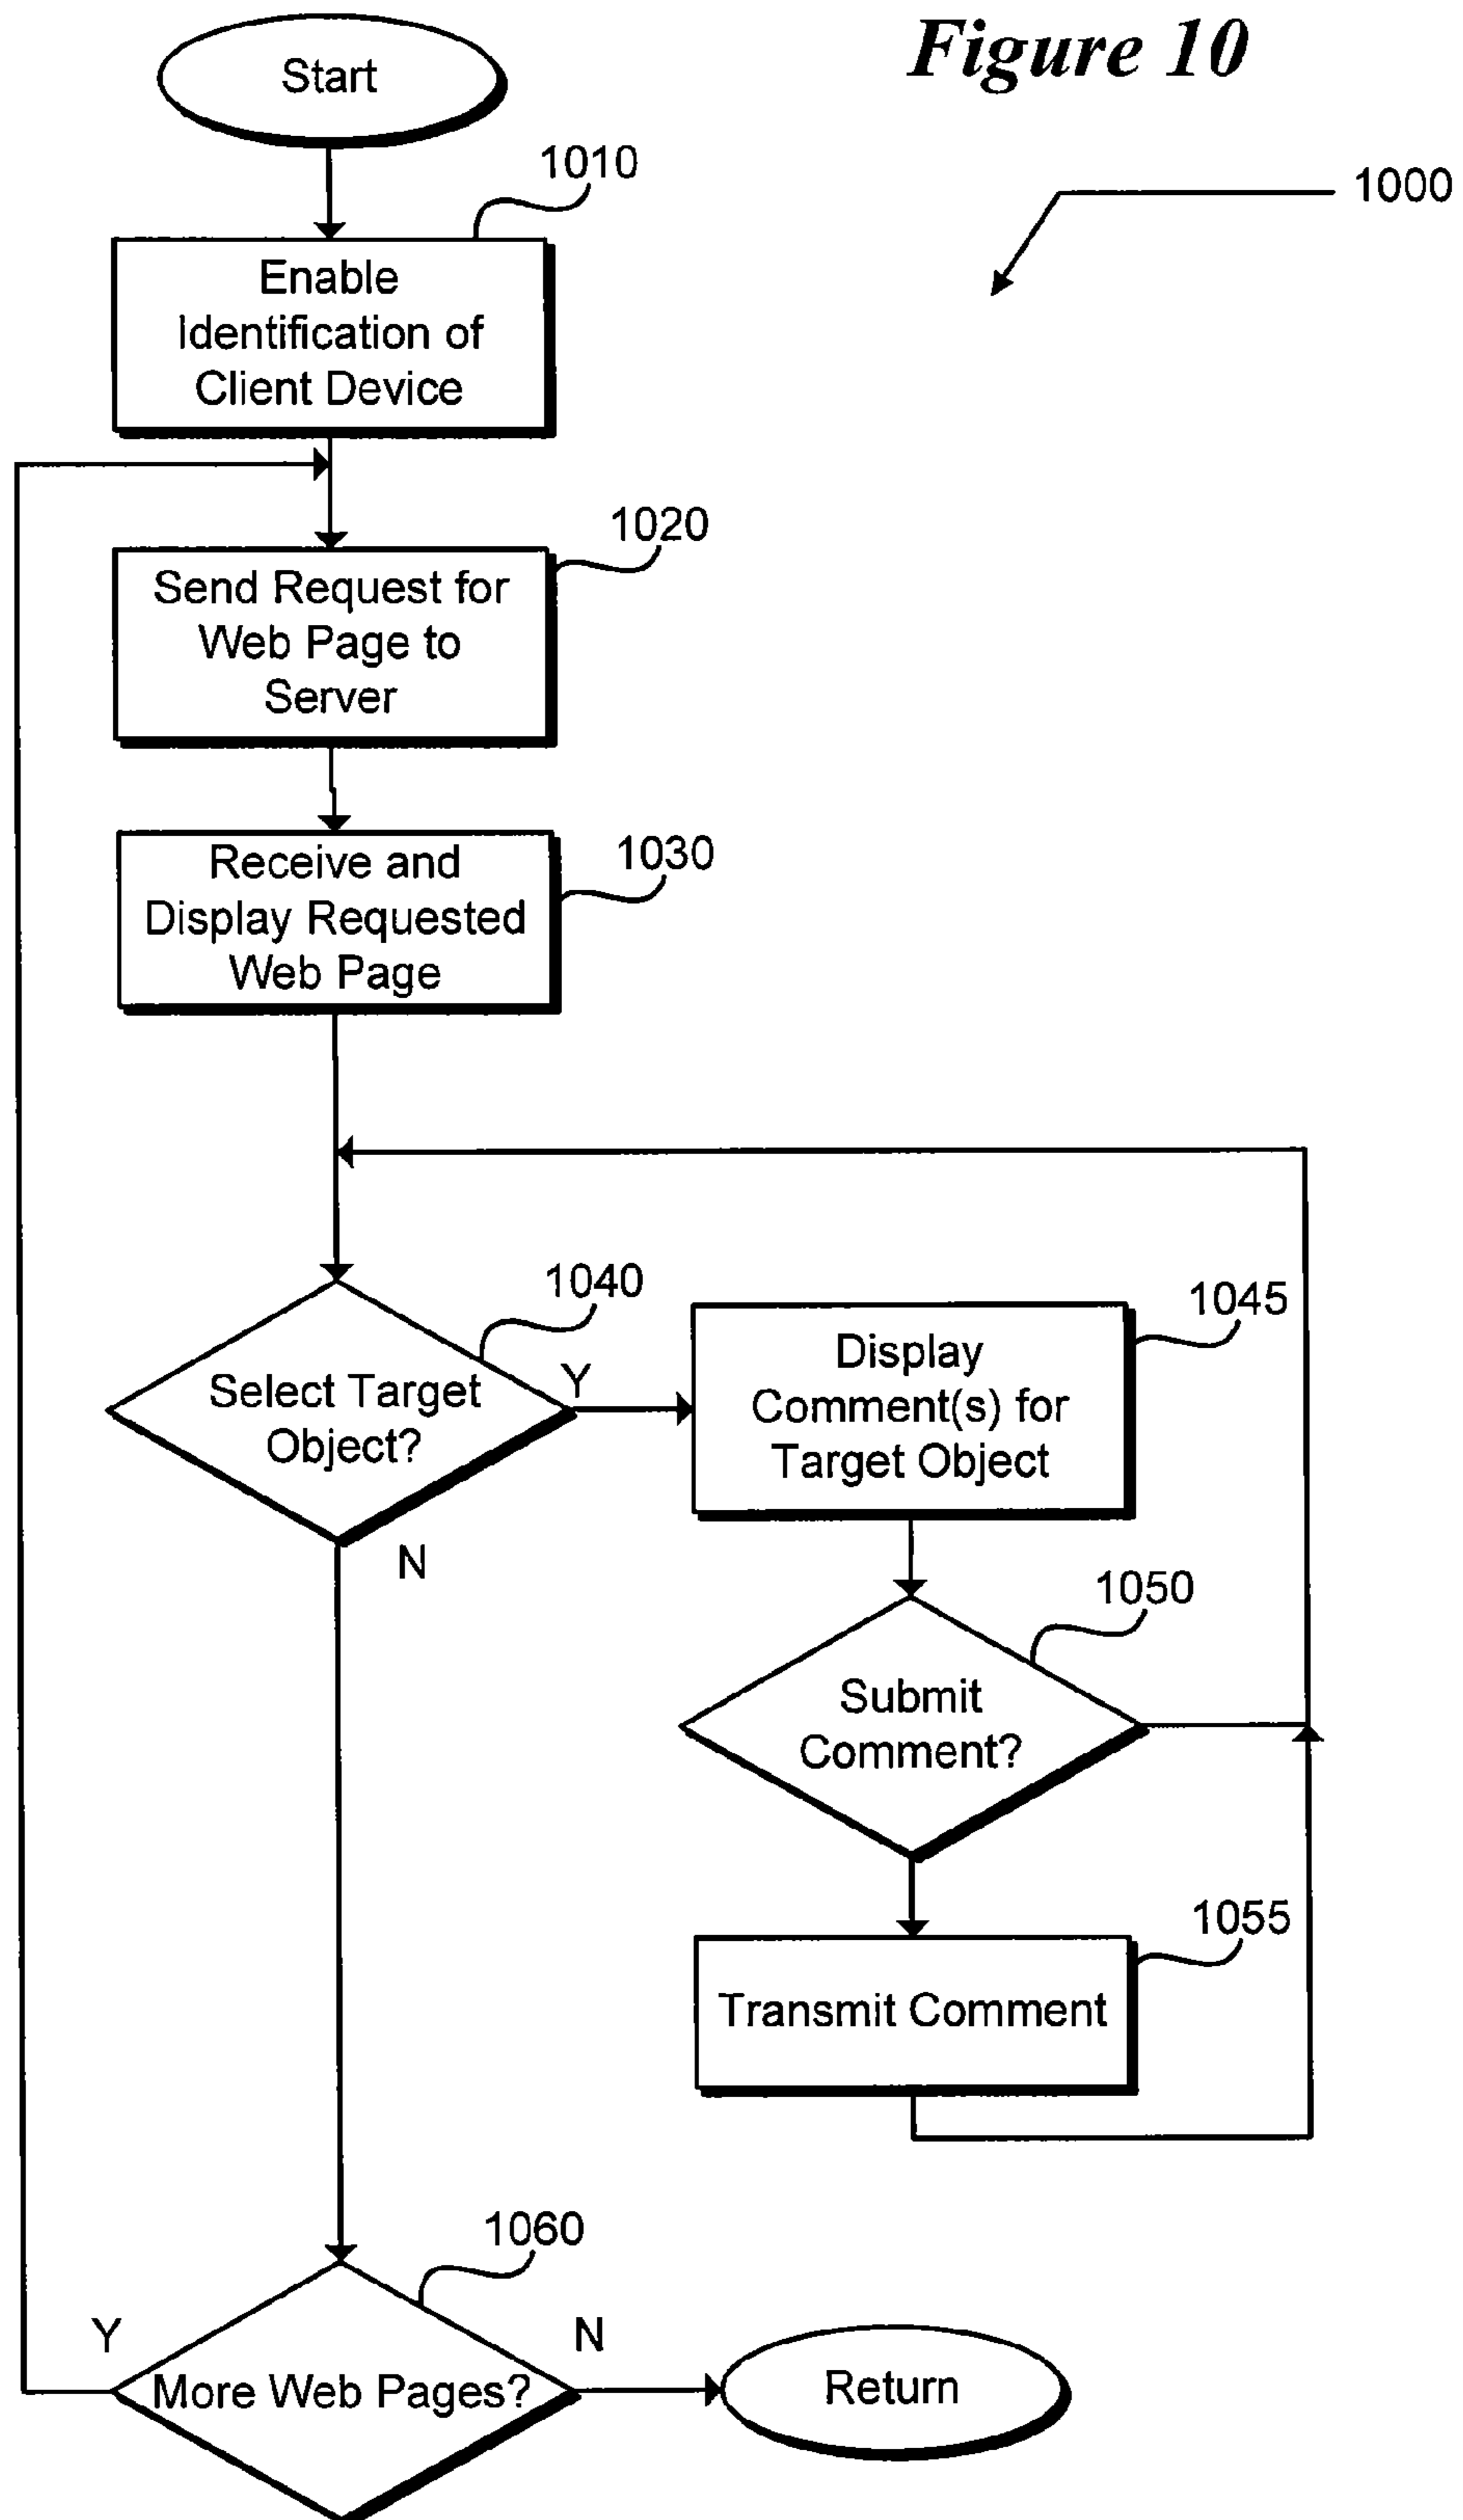 Figure 10
Start
1010
1000
Enable
Identification of
Client Device
1020
Send Request for
Web Page to
Server
1030
Receive and
Display Requested
Web Page
1040
Select Target
Object?
Y
N
1045
Display
Comment(s) for
Target Object
1050
Submit
Comment?
1055
Transmit Comment
1060
Y
More Web Pages?
N
Return